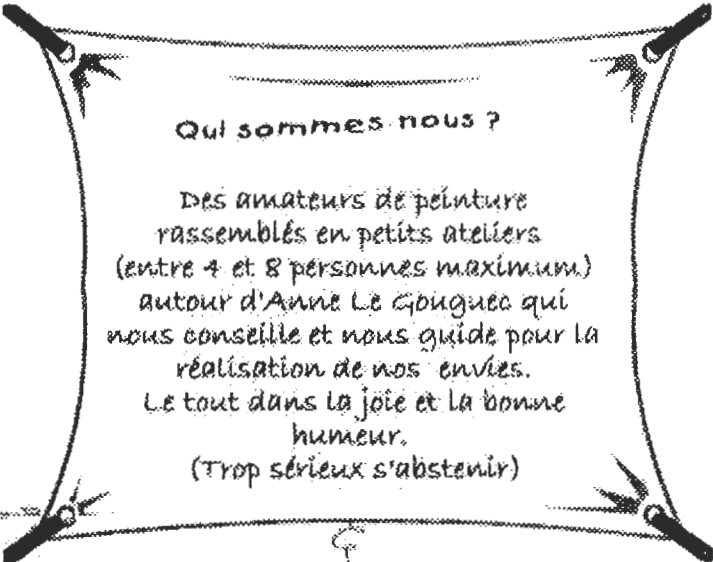 Qui sommes nous ?
Des amateurs de peinture
rassemblés en petits ateliers
(entre 4 et 8 personnes maximum)
autour d'Anne Le Gouguec qui
nous conseille et nous guide pour la
réalisation de nos envies.
Le tout dans la joie et la bonne
humeur.
(Trop sérieux s'abstenir)